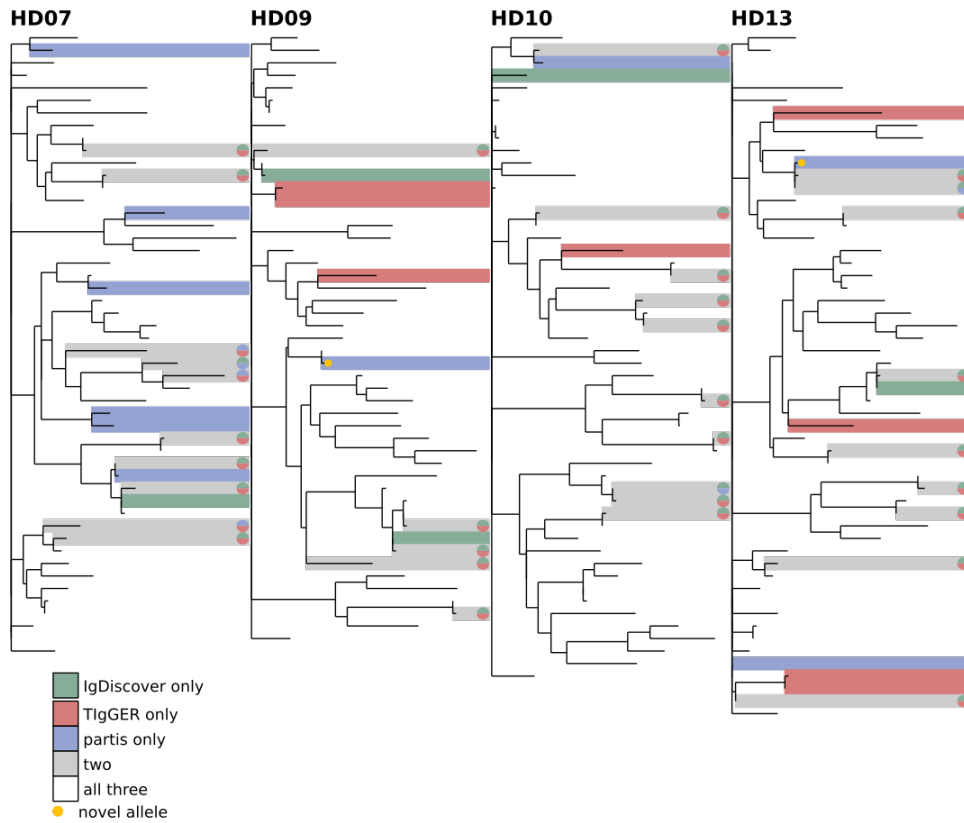 HD07 HD09 HD10 HD13
IgDiscover only
TIgGER only
partis only
two
all three
novel allele